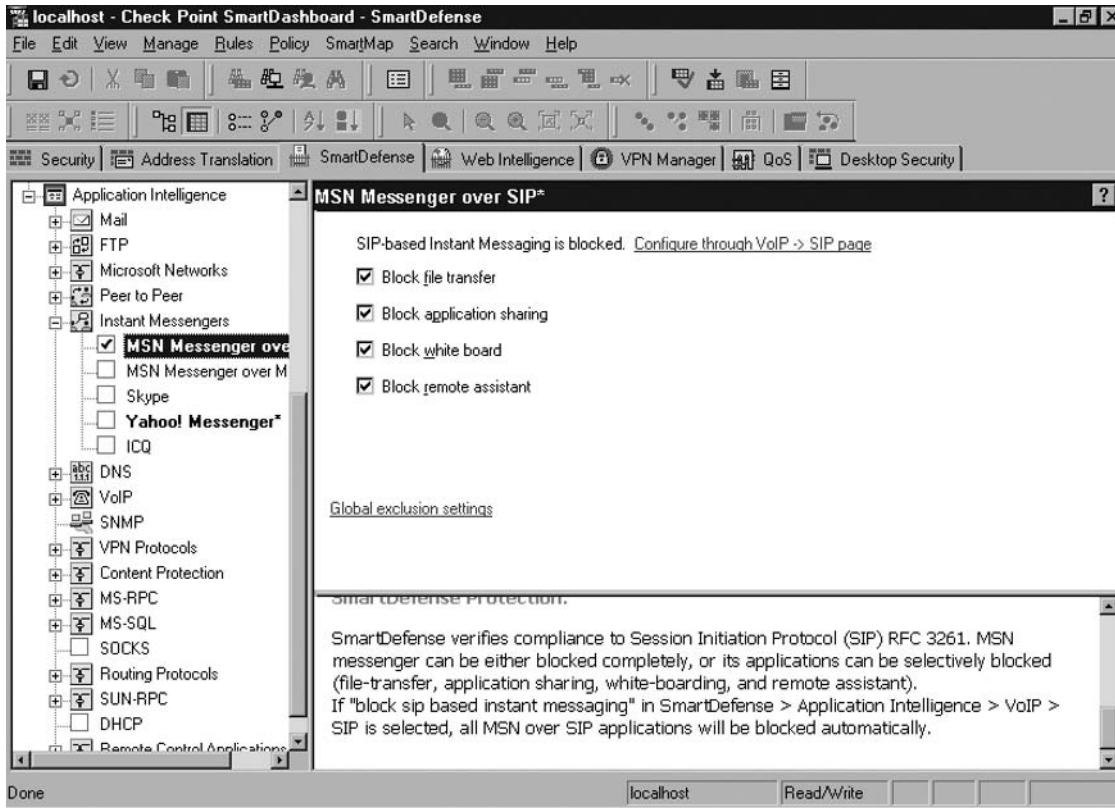 localhost - Check Point SmartDashboard - SmartDefense
File Edit View Manage Rules Policy SmartMap Search Window Help
Security Address Translation SmartDefense Web Intelligence VPN Manager QoS Desktop Security
Application Intelligence
Mail
FTP
Microsoft Networks
Peer to Peer
Instant Messengers
MSN Messenger ove
MSN Messenger over M
Skype
Yahoo! Messenger*
ICQ
DNS
VoIP
SNMP
VPN Protocols
Content Protection
MS-RPC
MS-SQL
SOCKS
Routing Protocols
SUN-RPC
DHCP
Remote Control Applications
MSN Messenger over SIP*
?
SIP-based Instant Messaging is blocked. Configure through VoIP -> SIP page
Block file transfer
Block application sharing
Block white board
Block remote assistant
Global exclusion settings
SmartDefense Protection.
SmartDefense verifies compliance to Session Initiation Protocol (SIP) RFC 3261. MSN
messenger can be either blocked completely, or its applications can be selectively blocked
(file-transfer, application sharing, white-boarding, and remote assistant).
If "block sip based instant messaging" in SmartDefense > Application Intelligence > VoIP >
SIP is selected, all MSN over SIP applications will be blocked automatically.
Done localhost Read/Write